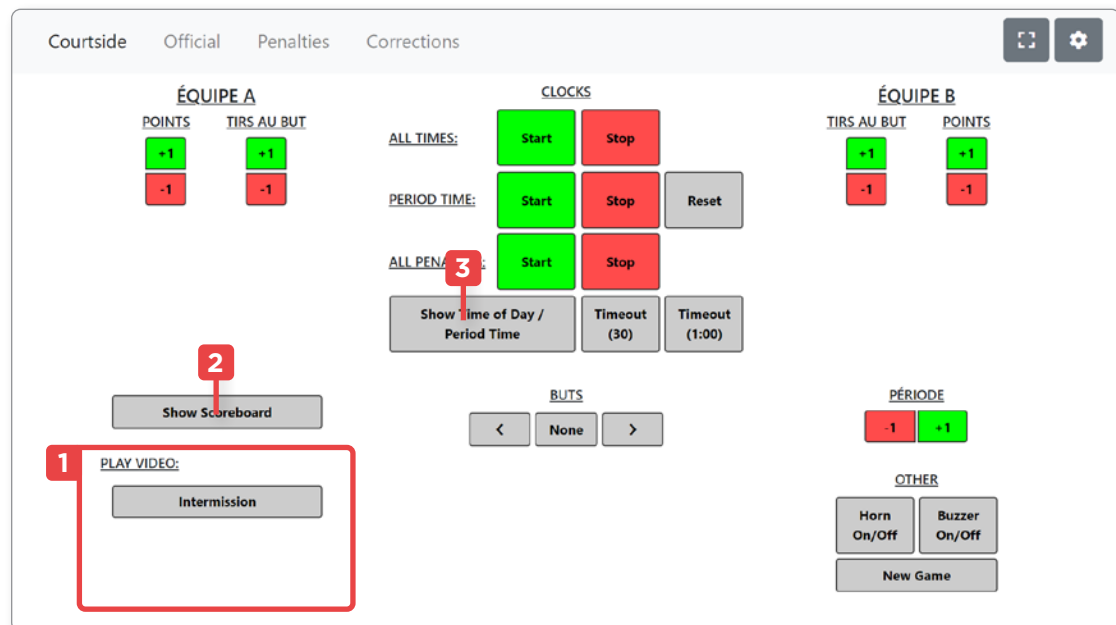 Courtside Official Penalties Corrections
ÉQUIPE A
POINTS TIRS AU BUT
+1 +1
-1 -1
CLOCKS
ALL TIMES: Start Stop
PERIOD TIME: Start Stop Reset
ALL PENA :
3
Start Stop
Show Time of Day /
Period Time
Timeout
(30)
Timeout
(1:00)
ÉQUIPE B
TIRS AU BUT POINTS
+1 +1
-1 -1
2
Show Scoreboard
1
PLAY VIDEO:
Intermission
BUTS
< None >
PÉRIODE
-1 +1
OTHER
Horn
On/Off
Buzzer
On/Off
New Game